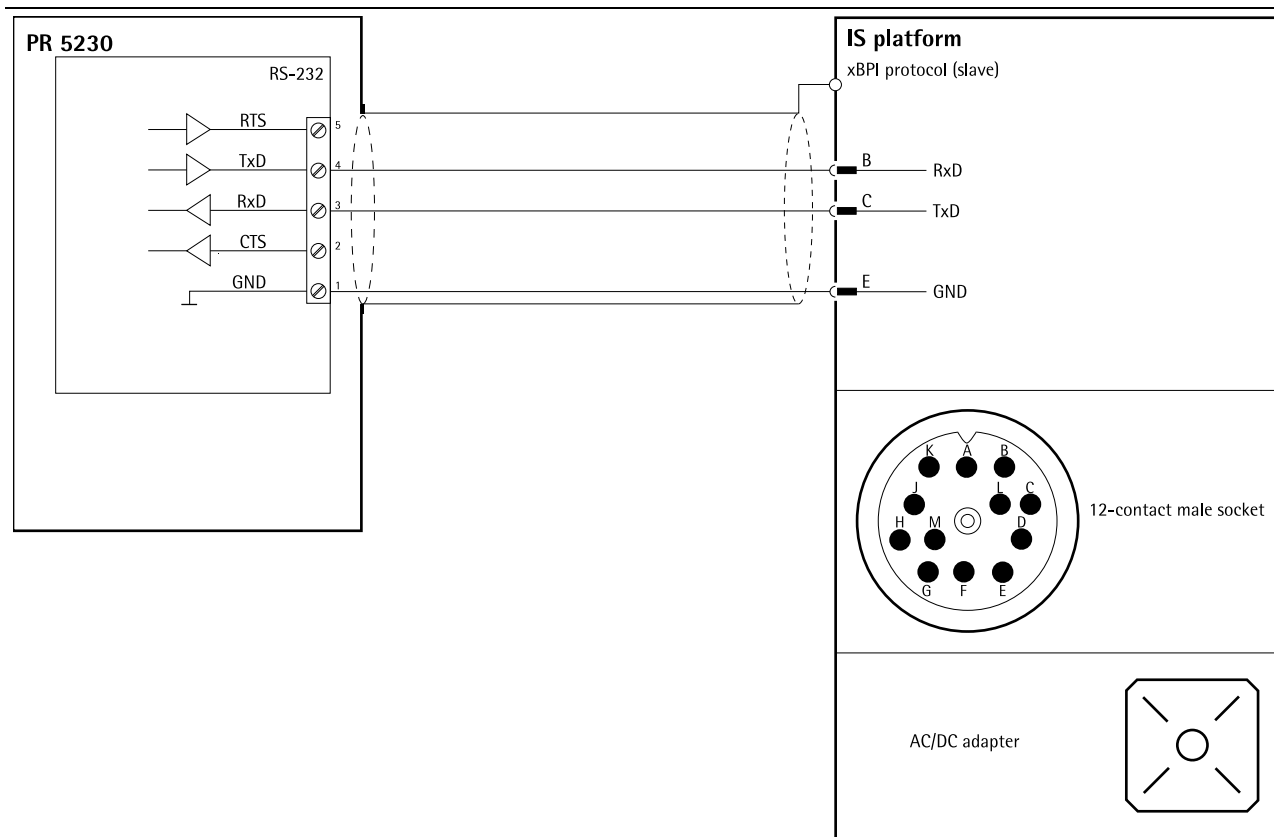 PR 5230
RS-232
RTS
5
TxD
4
RxD
3
CTS
2
GND
1
IS platform
xBPI protocol (slave)
B
RxD
C
TxD
E
GND
K A B
J L C
H M D
G F E
12-contact male socket
AC/DC adapter